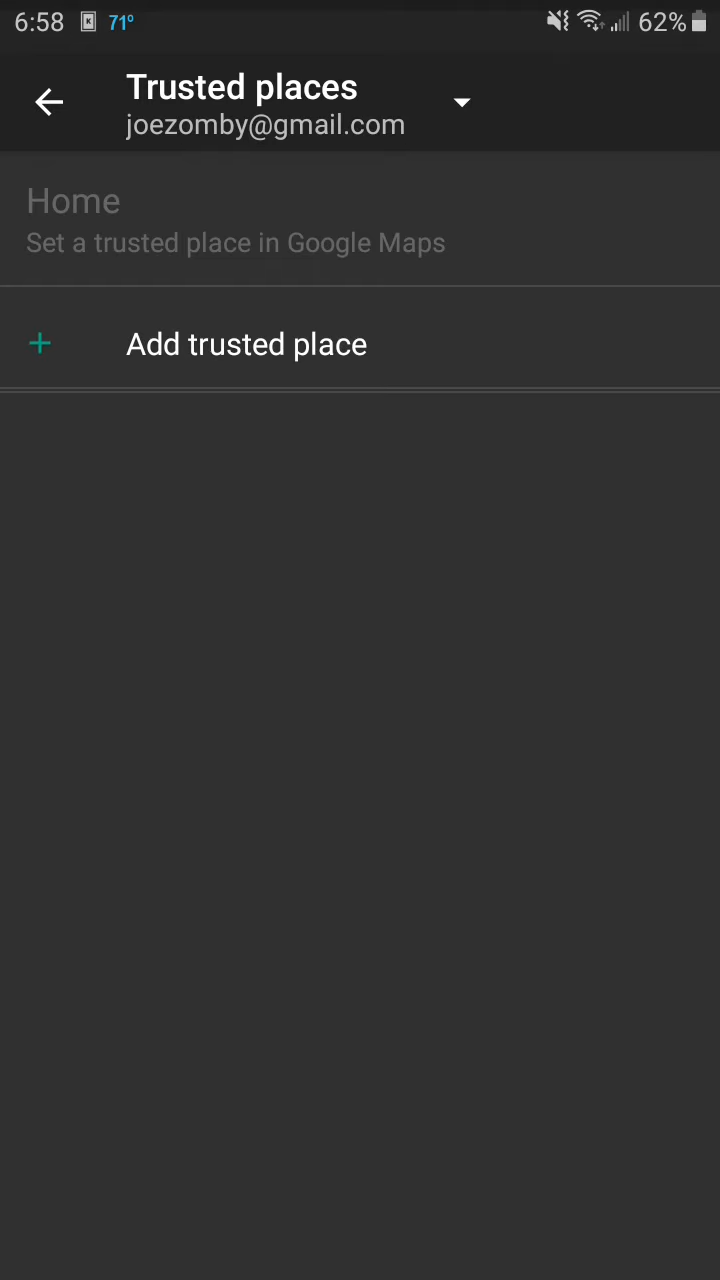 6:58 K 71° 62%
Trusted places
joezomby@gmail.com
Home
Set a trusted place in Google Maps
+ Add trusted place